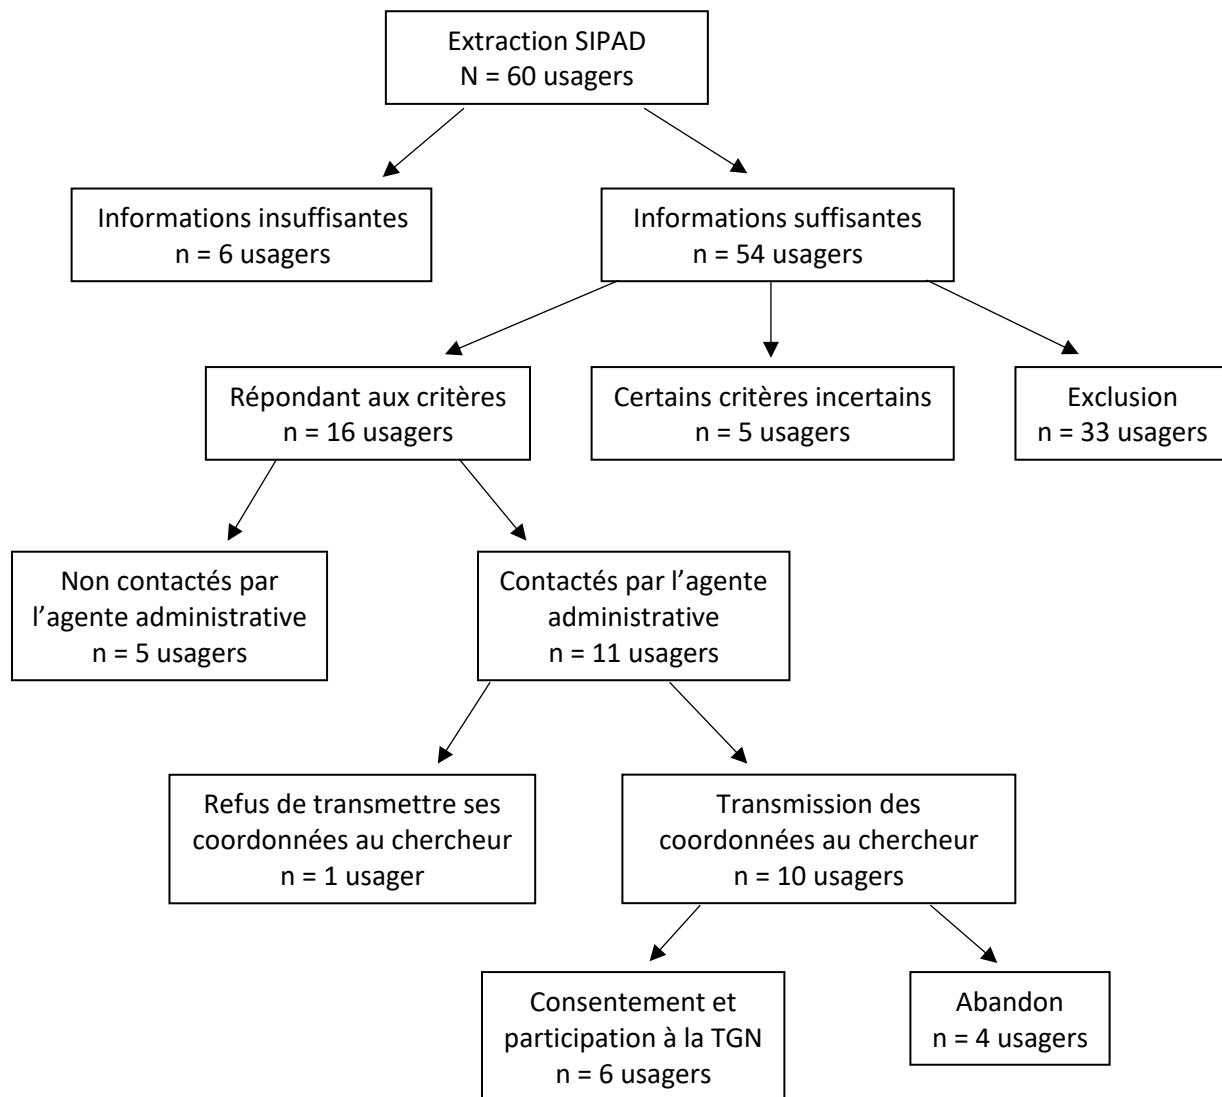 Extraction SIPAD
N = 60 usagers
Informations insuffisantes
n = 6 usagers
Informations suffisantes
n = 54 usagers
Répondant aux critères
n = 16 usagers
Certains critères incertains
n = 5 usagers
Exclusion
n = 33 usagers
Non contactés par
l’agente administrative
n = 5 usagers
Contactés par l’agente
administrative
n = 11 usagers
Refus de transmettre ses
coordonnées au chercheur
n = 1 usager
Transmission des
coordonnées au chercheur
n = 10 usagers
Consentement et
participation à la TGN
n = 6 usagers
Abandon
n = 4 usagers